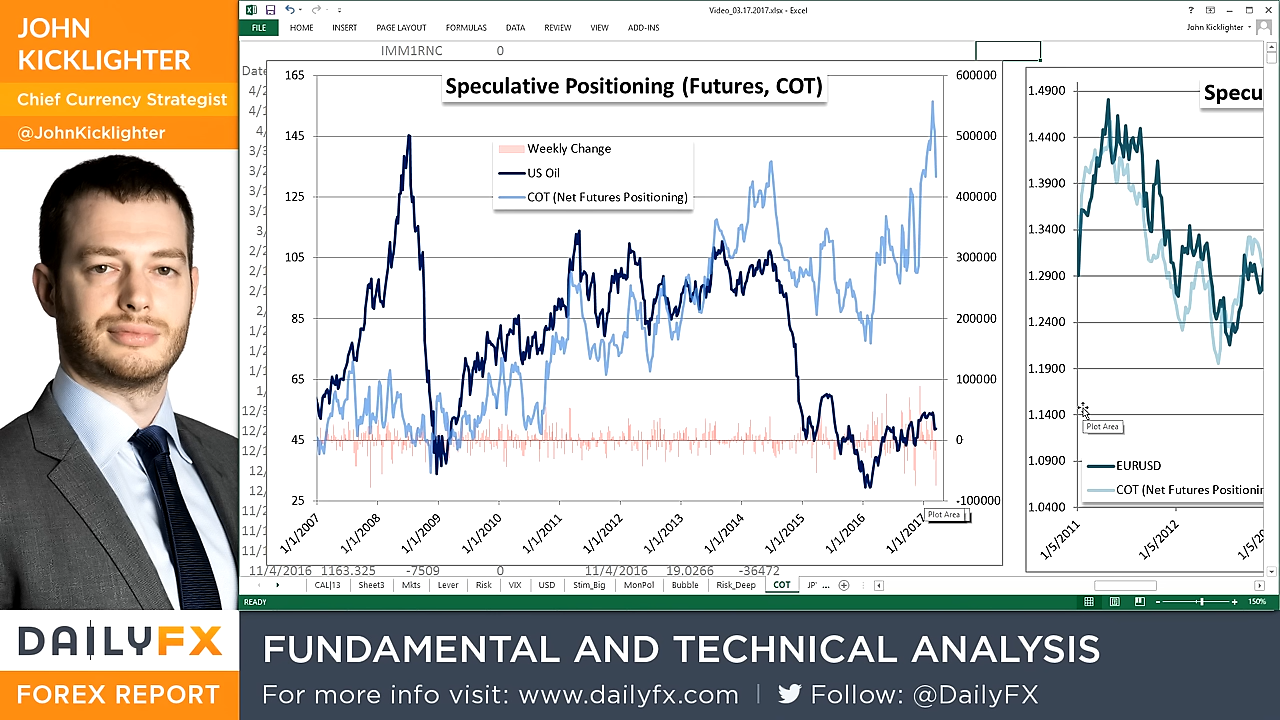 JOHN
KICKLIGHTER
Chief Currency Strategist
@JohnKicklighter
DAILYFX
FOREX REPORT
Video_03.17.2017.xlsx - Excel
FILE HOME INSERT PAGE LAYOUT FORMULAS DATA REVIEW VIEW ADD-INS
John Kicklighter
IMM1RNC 0
Date
Speculative Positioning (Futures, COT)
Weekly Change
US Oil
COT (Net Futures Positioning)
165
145
125
105
85
65
45
25
600000
500000
400000
300000
200000
100000
0
-100000
1/1/2007 1/1/2008 1/1/2009 1/1/2010 1/1/2011 1/1/2012 1/1/2013 1/1/2014 1/1/2015 1/1/2016 1/1/2017
Plot Area
Specu
1.4900
1.4400
1.3900
1.3400
1.2900
1.2400
1.1900
1.1400
1.0900
1.0400
Plot Area
EURUSD
COT (Net Futures Positionin
1/5/2011 1/5/2012
11/4/2016 1163.325 -7509 0 11/4/2016 19.0266 -36472
CAL|13 Sheet3 Mkts Lever Risk VIX USD Stim_Big MonPol Bubble Risk_Deep COT JP' ...
READY
150%
FUNDAMENTAL AND TECHNICAL ANALYSIS
For more info visit: www.dailyfx.com | Follow: @DailyFX